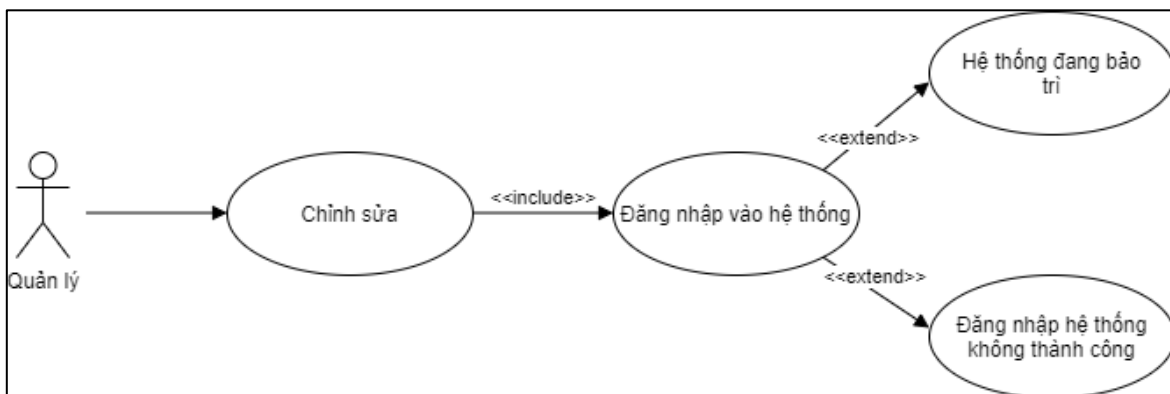 Hệ thống đang bảo
trì
<<extend>>
Chỉnh sửa
<<include>>
Đăng nhập vào hệ thống
Quản lý
<<extend>>
Đăng nhập hệ thống
không thành công